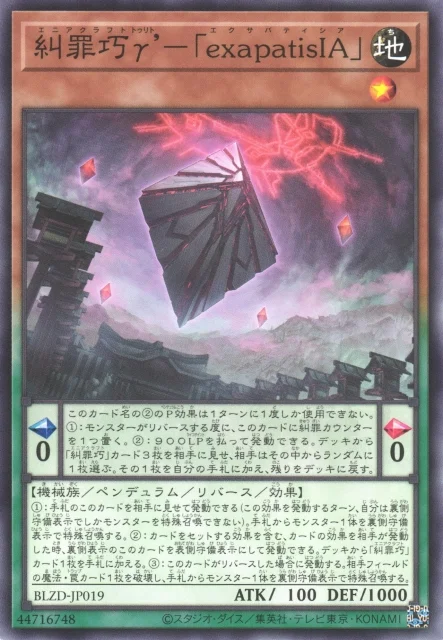 エニアクラフトトゥリト エクサパティシア
糾罪巧γ’－「exapatisIA」
地
このカード名の②のP効果は1ターンに1度しか使用できない。
①：モンスターがリバースする度にこのカードに糾罪カウンター
を1つ置く。②：900LPを払って発動できる。デッキから
「糾罪巧」カード3枚を相手に見せ、相手はその中からランダムに
1枚選ぶ。その1枚を自分の手札に加え、残りをデッキに戻す。
0
0
【機械族／ペンデュラム／リバース／効果】
①：手札のこのカードを相手に見せて発動できる（この効果を発動するターン、自分は裏側
守備表示でしかモンスターを特殊召喚できない）。手札からモンスター1体を裏側守備
表示で特殊召喚する。②：カードをセットする効果を含む、カードの効果を相手が発動
した時、裏側表示のこのカードを表側守備表示にして発動できる。デッキから「糾罪巧」
カード1枚を手札に加える。③：このカードがリバースした場合に発動する。相手フィールド
の魔法・罠カード1枚を破壊し、手札からモンスター1体を裏側守備表示で特殊召喚する。
BLZD-JP019
ATK/ 100 DEF/1000
44716748
©スタジオ・ダイス／集英社・テレビ東京・KONAMI